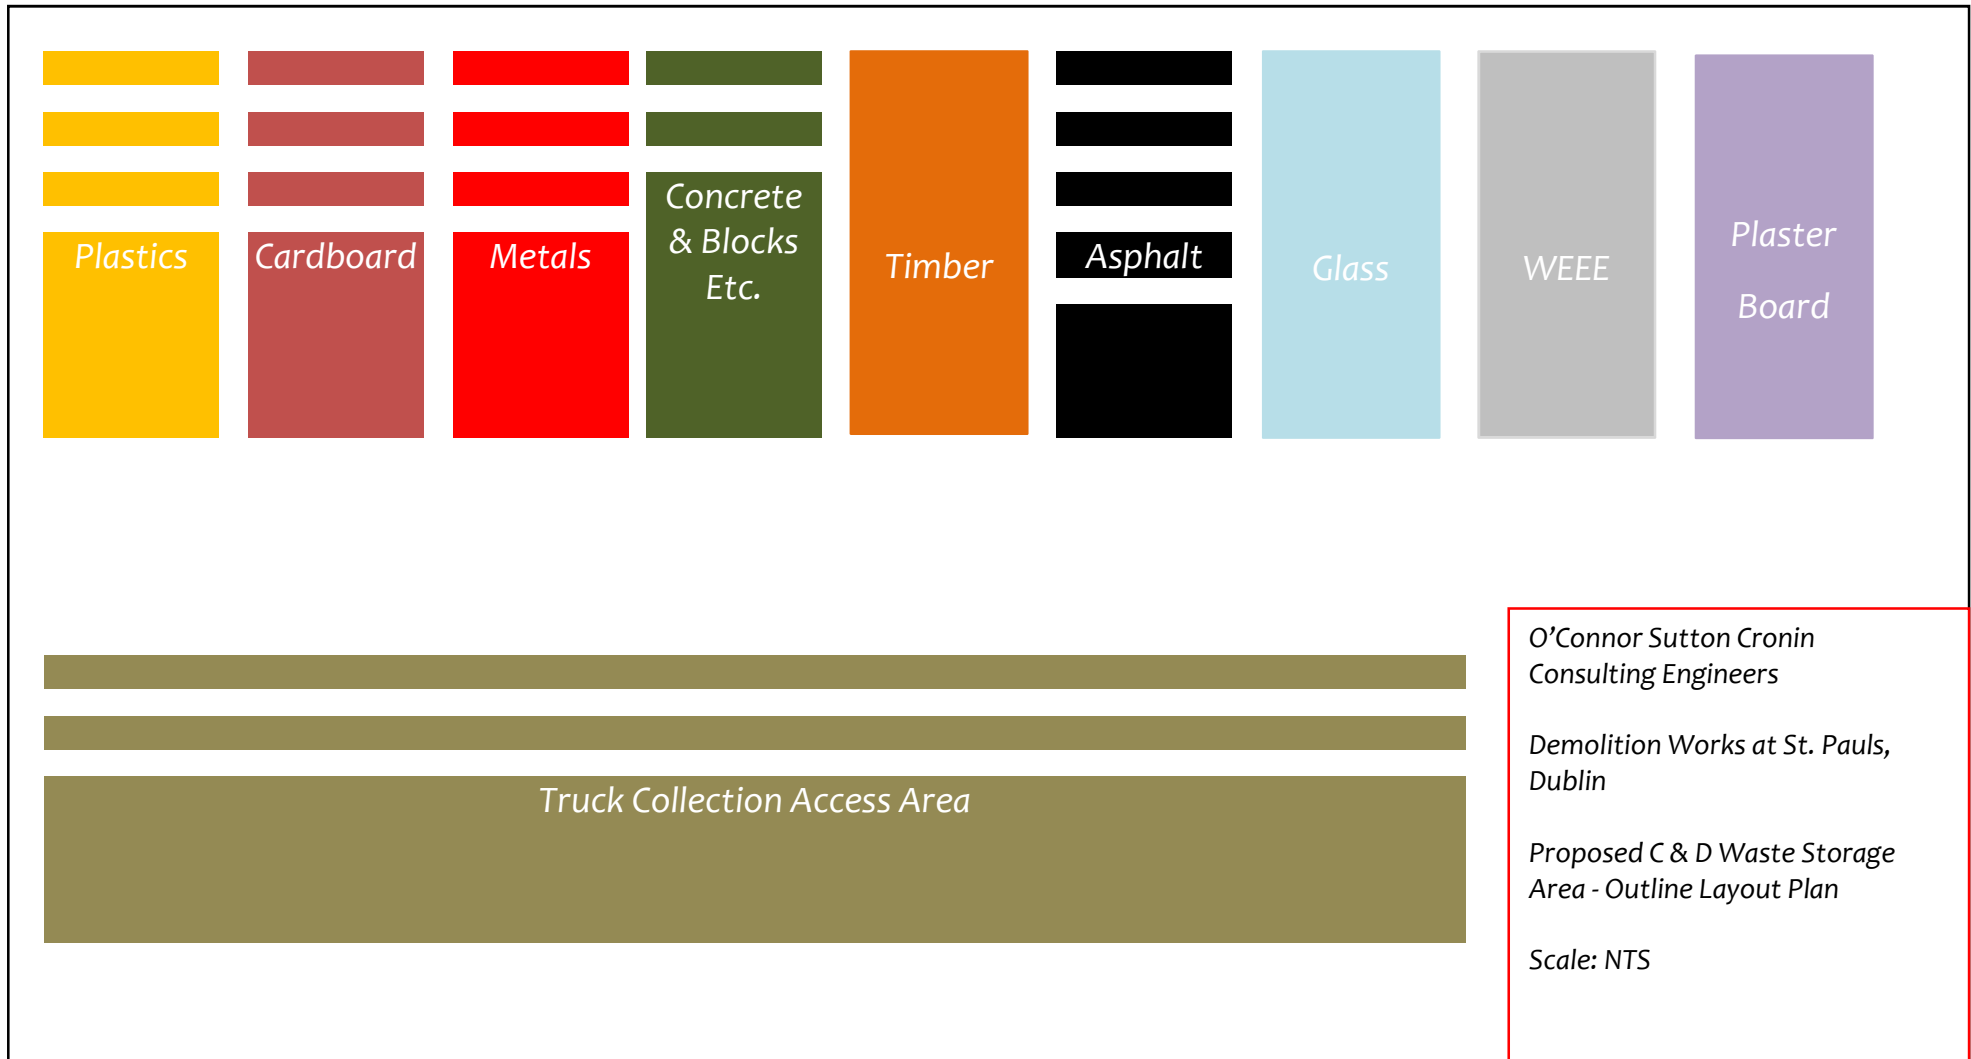 Plastics
Cardboard
Metals
Concrete
& Blocks
Etc.
Timber
Asphalt
Glass
WEEE
Plaster
Board
Truck Collection Access Area
O’Connor Sutton Cronin
Consulting Engineers
Demolition Works at St. Pauls,
Dublin
Proposed C & D Waste Storage
Area - Outline Layout Plan
Scale: NTS